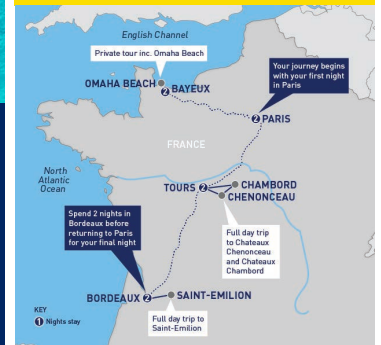 English Channel
Private tour inc. Omaha Beach
OMAHA BEACH
2 BAYEUX
Your journey begins
with your first night
in Paris
2 PARIS
FRANCE
North
Atlantic
Ocean
TOURS 2
CHAMBORD
CHENONCEAU
Spend 2 nights in
Bordeaux before
returning to Paris
for your final night
Full day trip
to Chateaux
Chenonceau
and Chateaux
Chambord
BORDEAUX 2
SAINT-EMILION
KEY
1 Nights stay
Full day trip to
Saint-Emilion